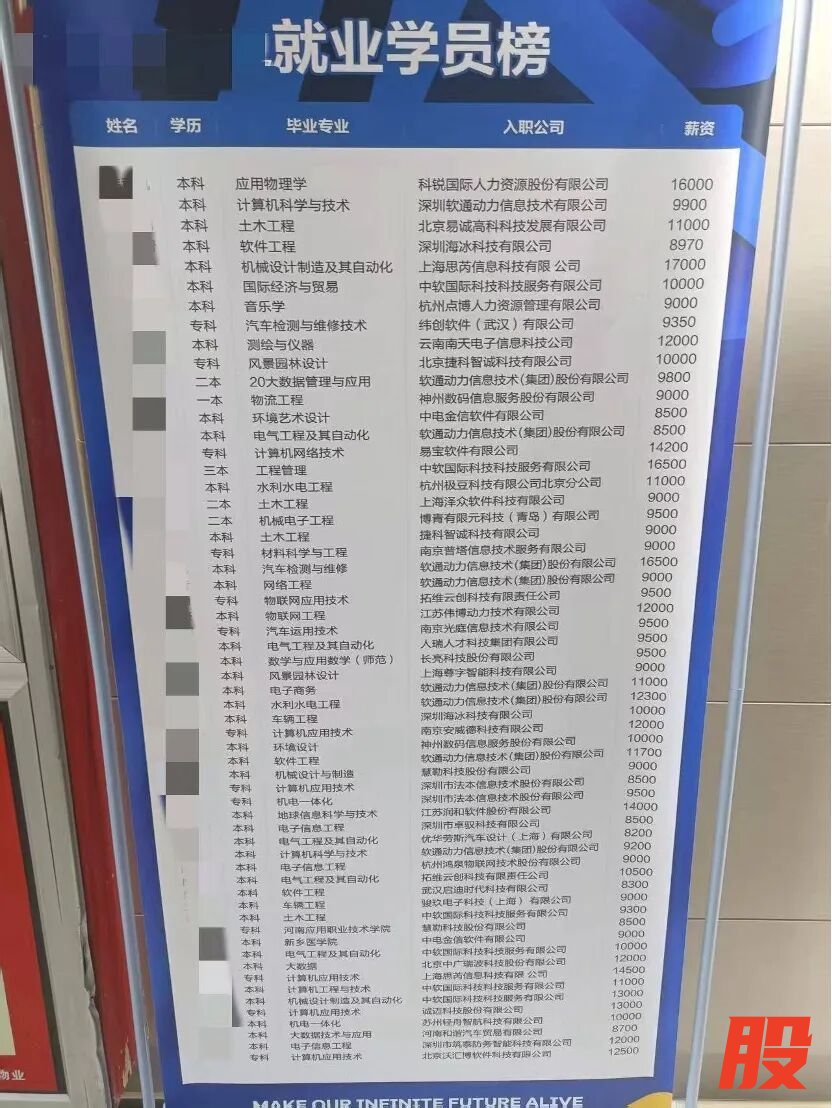 就业学员榜
姓名 学历 毕业专业 入职公司 薪资
本科 应用物理学 科锐国际人力资源股份有限公司 16000
本科 计算机科学与技术 深圳软通动力信息技术有限公司 9900
本科 土木工程 北京易诚高科科技发展有限公司 11000
本科 软件工程 深圳海冰科技有限公司 8970
本科 机械设计制造及其自动化 上海思芮信息科技有限 公司 17000
本科 国际经济与贸易 中软国际科技科技服务有限公司 10000
本科 音乐学 杭州点博人力资源管理有限公司 9000
专科 汽车检测与维修技术 纬创软件（武汉）有限公司 9350
本科 测绘与仪器 云南南天电子信息科技公司 12000
专科 风景园林设计 北京捷科智诚科技有限公司 10000
二本 20大数据管理与应用 软通动力信息技术(集团)股份有限公司 9800
一本 物流工程 神州数码信息服务股份有限公司 9000
本科 环境艺术设计 中电金信软件有限公司 8500
本科 电气工程及其自动化 软通动力信息技术(集团)股份有限公司 8500
专科 计算机网络技术 易宝软件有限公司 14200
三本 工程管理 中软国际科技科技服务有限公司 16500
本科 水利水电工程 杭州极豆科技有限公司北京分公司 11000
二本 土木工程 上海泽众软件科技有限公司 9000
二本 机械电子工程 博青有限元科技（青岛）有限公司 9500
本科 土木工程 捷科智诚科技有限公司 9000
专科 材料科学与工程 南京普塔信息技术服务有限公司 9000
本科 汽车检测与维修 软通动力信息技术(集团)股份有限公司 16500
本科 网络工程 软通动力信息技术(集团)股份有限公司 9000
专科 物联网应用技术 拓维云创科技有限责任公司 9500
本科 物联网工程 江苏伟博动力技术有限公司 12000
专科 汽车运用技术 南京光庭信息技术有限公司 9500
本科 电气工程及其自动化 人瑞人才科技集团有限公司 9500
本科 数学与应用数学（师范） 长亮科技股份有限公司 9500
本科 风景园林设计 上海尊宇智能科技有限公司 9000
本科 电子商务 软通动力信息技术(集团)股份有限公司 11000
本科 水利水电工程 软通动力信息技术(集团)股份有限公司 12300
本科 车辆工程 深圳海冰科技有限公司 10000
专科 计算机应用技术 南京安威德科技有限公司 12000
本科 环境设计 神州数码信息服务股份有限公司 10000
本科 软件工程 软通动力信息技术(集团)股份有限公司 11700
本科 机械设计与制造 慧勒科技股份有限公司 9000
专科 计算机应用技术 深圳市法本信息技术股份有限公司 8500
专科 机电一体化 深圳市法本信息技术股份有限公司 9500
本科 地球信息科学与技术 江苏润和软件股份有限公司 14000
本科 电子信息工程 深圳市卓驭科技有限公司 8500
本科 电气工程及其自动化 优华劳斯汽车设计（上海）有限公司 8200
本科 计算机科学与技术 软通动力信息技术(集团)股份有限公司 9200
本科 电子信息工程 杭州鸿泉物联网技术股份有限公司 9000
本科 电气工程及其自动化 拓维云创科技有限责任公司 10500
本科 软件工程 武汉启迪时代科技有限公司 8300
本科 车辆工程 骏玖电子科技（上海）有限公司 9000
本科 土木工程 中软国际科技科技服务有限公司 9300
专科 河南应用职业技术学院 慧勒科技股份有限公司 8500
本科 新乡医学院 中电金信软件有限公司 9000
本科 电气工程及其自动化 中软国际科技科技服务有限公司 10000
本科 大数据 北京中广瑞波科技股份有限公司 12000
专科 计算机应用技术 上海思芮信息科技有限 公司 14500
本科 计算机工程与技术 中软国际科技科技服务有限公司 11000
本科 机械设计制造及其自动化 中软国际科技科技服务有限公司 13000
专科 计算机应用技术 诚迈科技股份有限公司 13000
本科 机电一体化 苏州轻舟智航科技有限公司 10000
本科 大数据技术与应用 河南和谐汽车贸易有限公司 8700
本科 电子信息工程 深圳市筑泰防务智能科技有限公司 12000
专科 计算机应用技术 北京沃汇博软件科技有限公司 12500
MAKE OUR INFINITE FUTURE ALIVE
物业
股